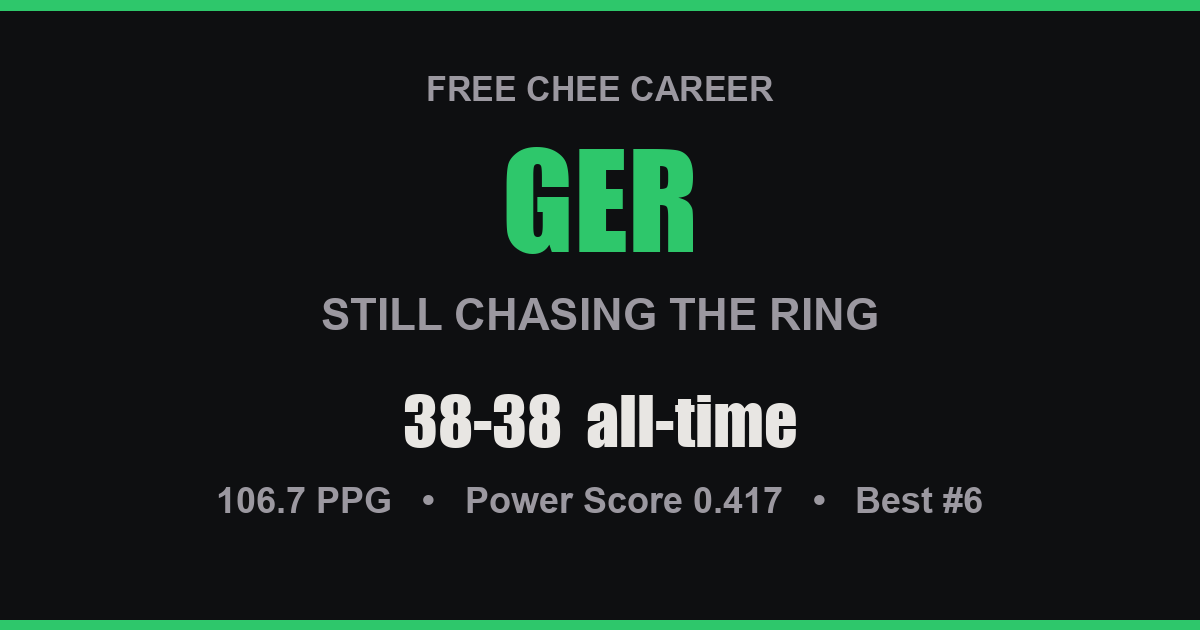 FREE CHEE CAREER
GER
STILL CHASING THE RING
38-38 all-time
106.7 PPG • Power Score 0.417 • Best #6